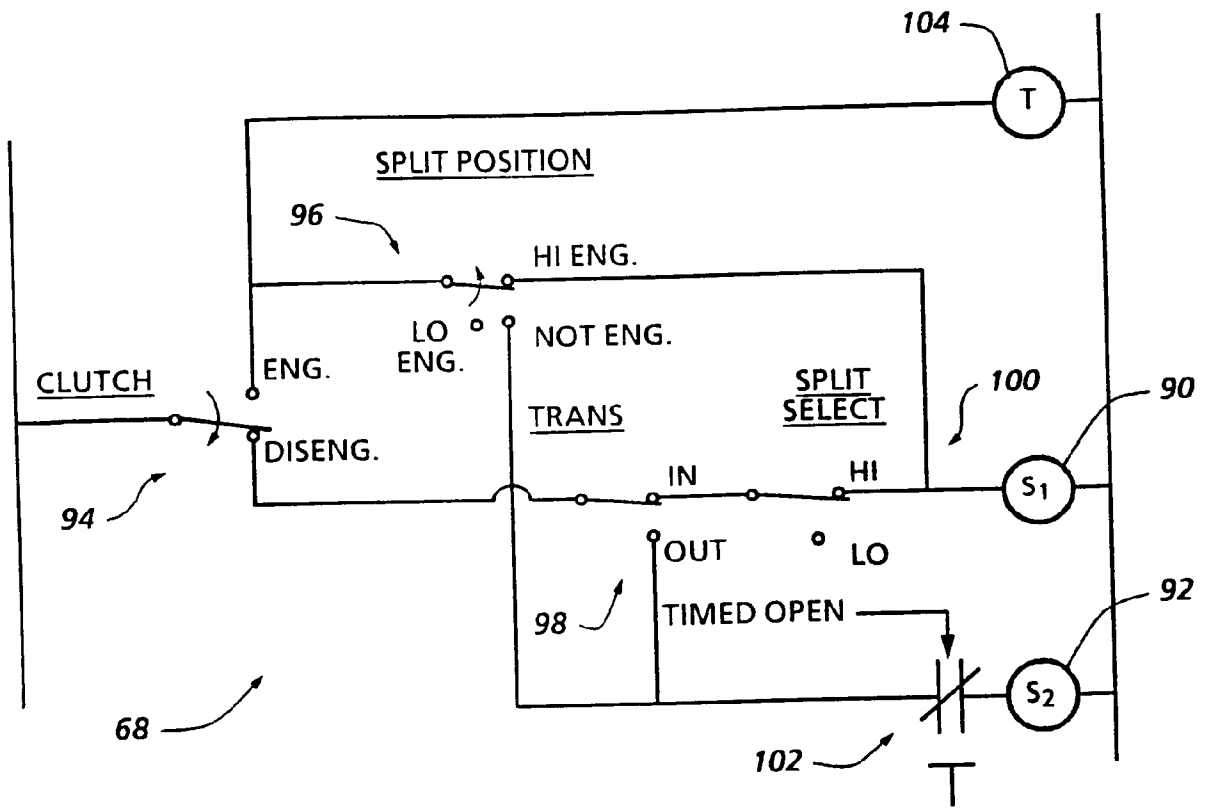 104
T
SPLIT POSITION
96
HI ENG.
LO
ENG.
NOT ENG.
CLUTCH
ENG.
DISENG.
TRANS
SPLIT
SELECT
100
90
IN
HI
S1
94
OUT
LO
98
TIMED OPEN
92
S2
68
102